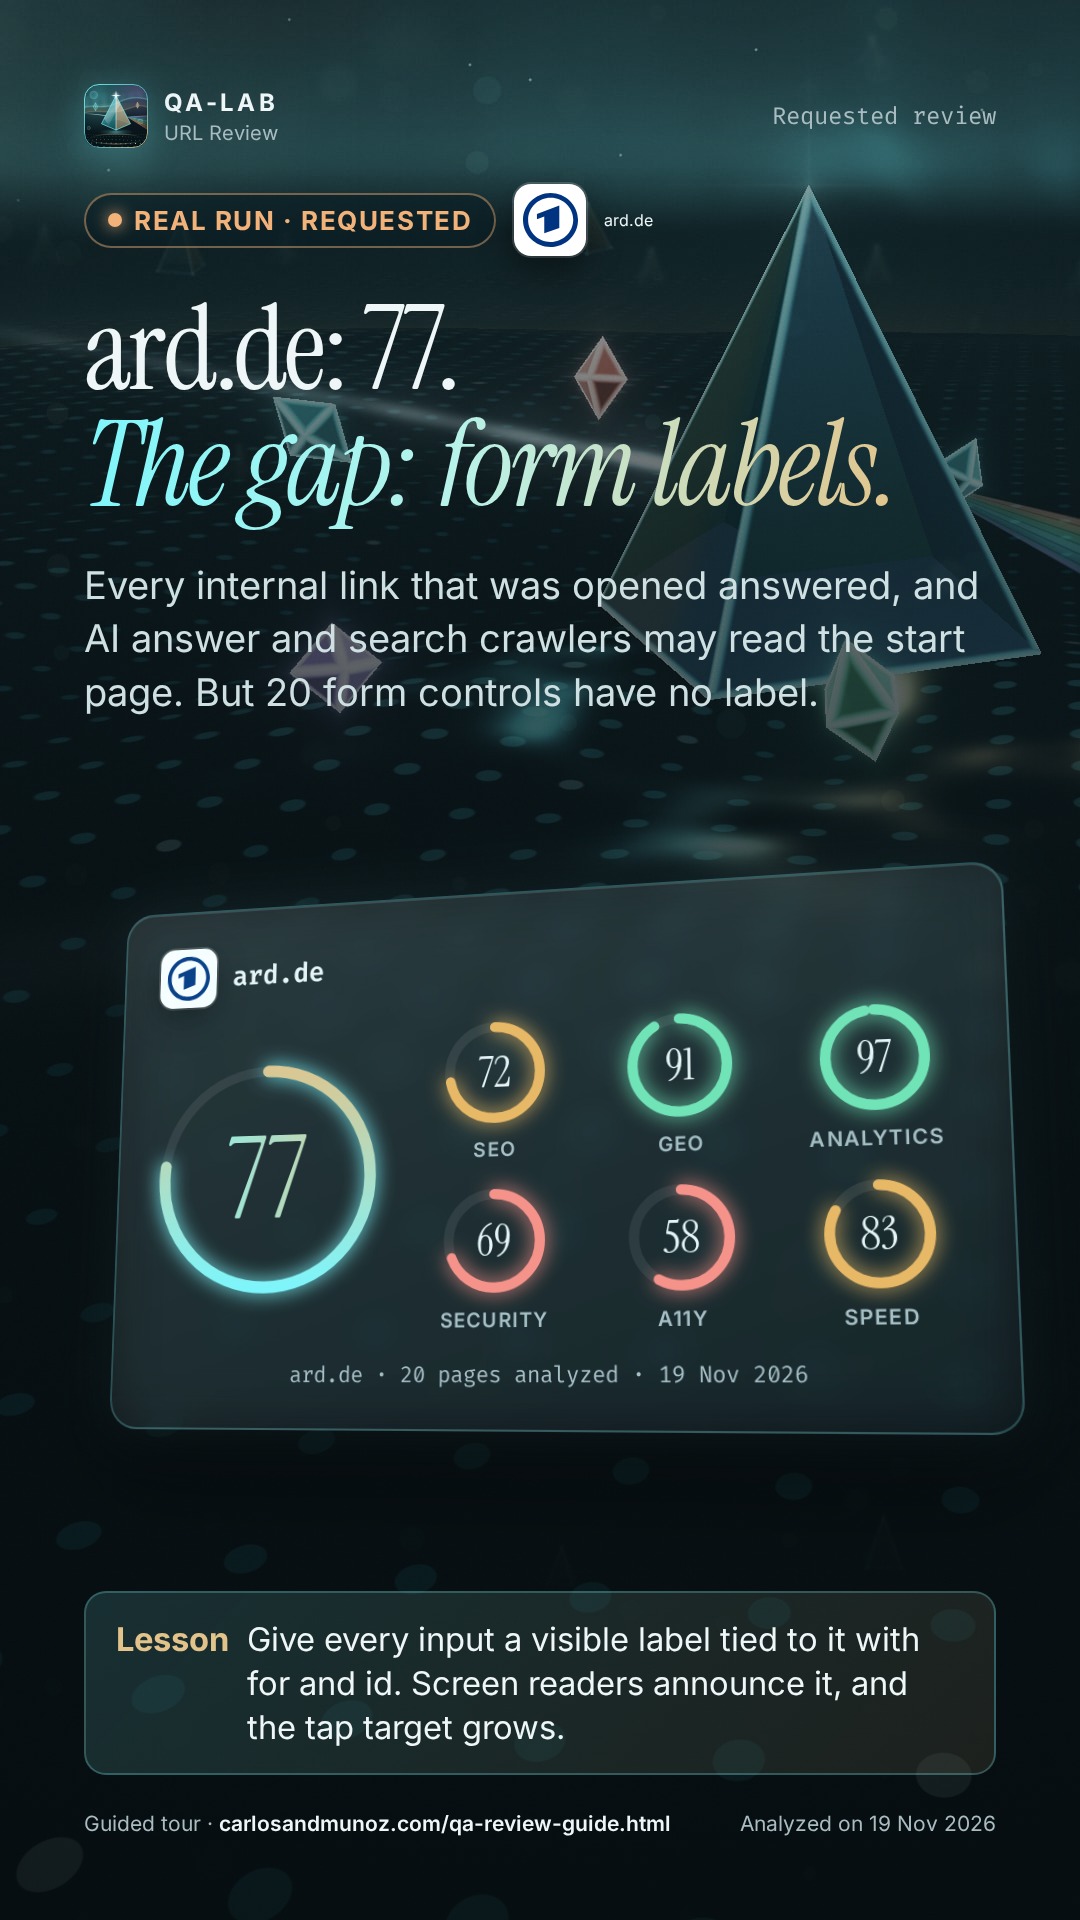 QA-LAB
URL Review
Requested review
REAL RUN · REQUESTED
ard.de
ard.de: 77.
The gap: form labels.
Every internal link that was opened answered, and
AI answer and search crawlers may read the start
page. But 20 form controls have no label.
ard.de
77
72
SEO
91
GEO
97
ANALYTICS
69
SECURITY
58
A11Y
83
SPEED
ard.de · 20 pages analyzed · 19 Nov 2026
Lesson
Give every input a visible label tied to it with
for and id. Screen readers announce it, and
the tap target grows.
Guided tour · carlosandmunoz.com/qa-review-guide.html
Analyzed on 19 Nov 2026